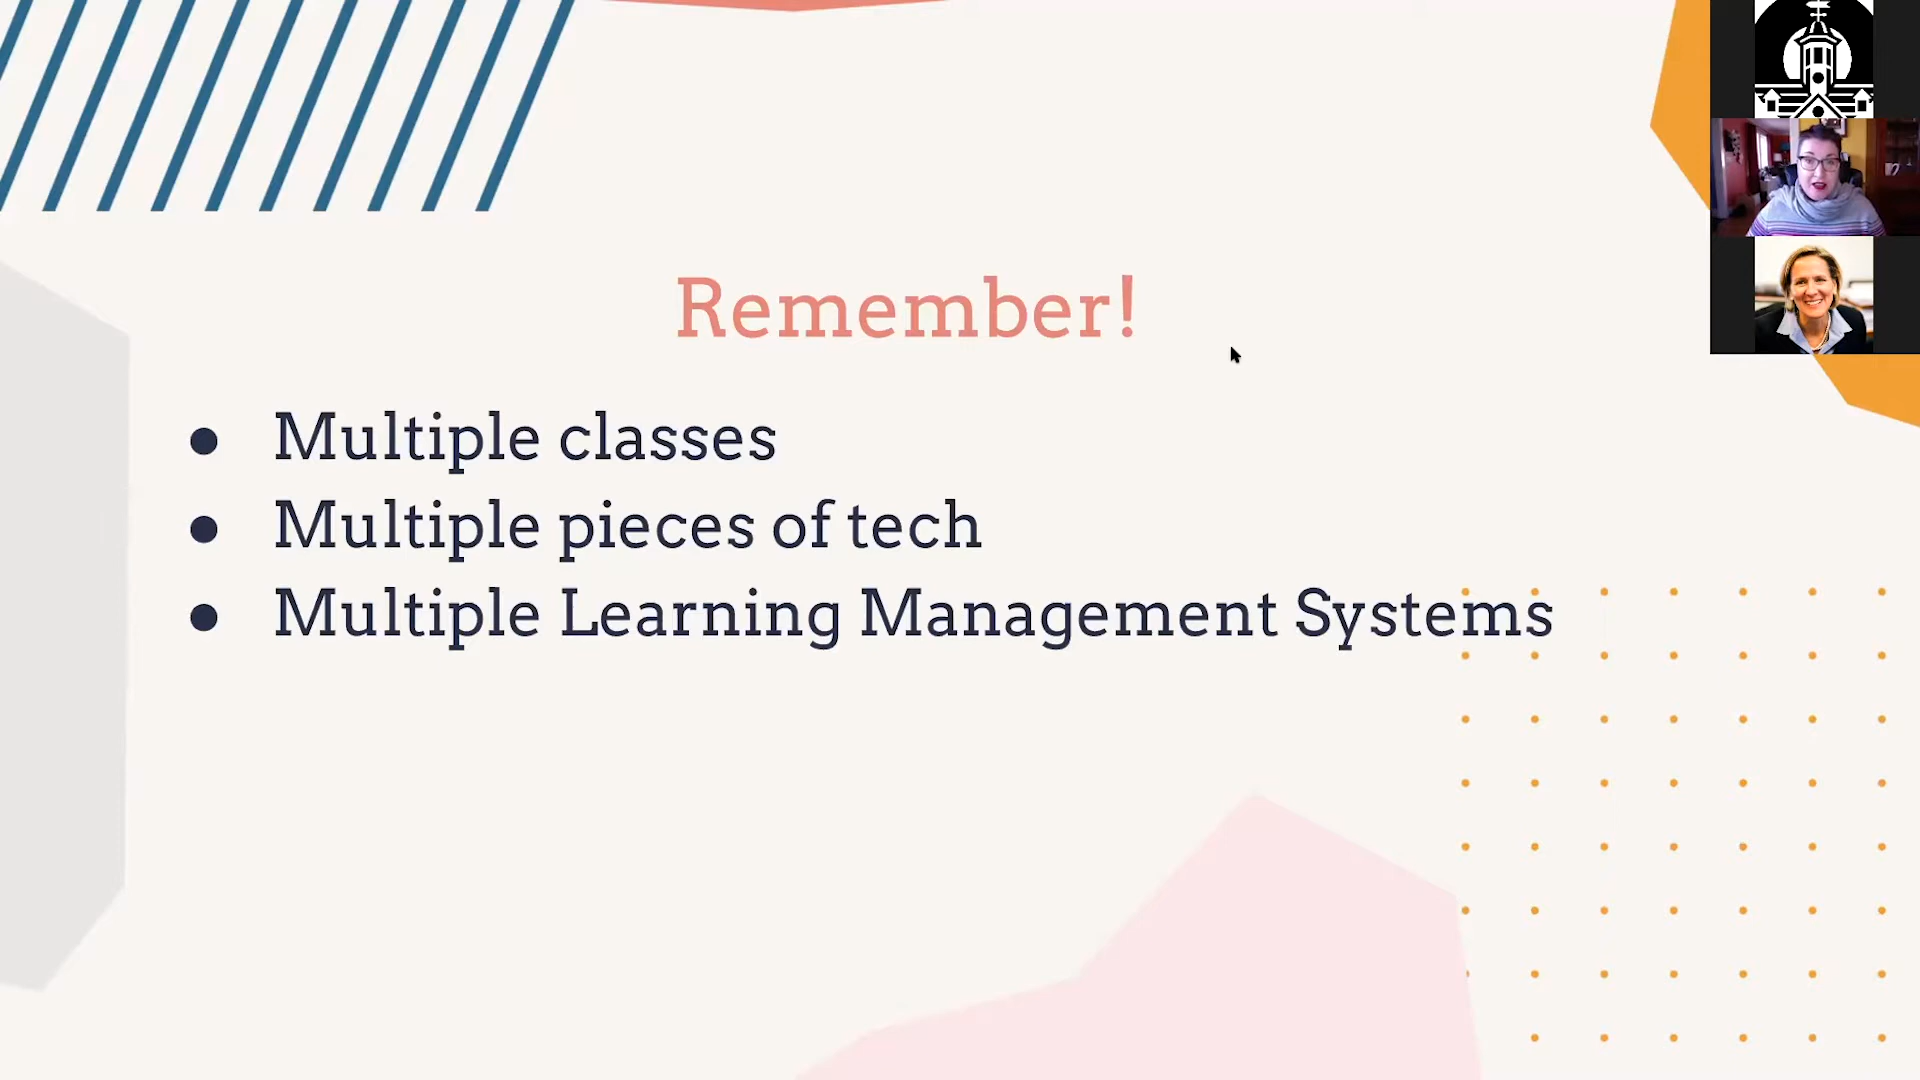 Remember!
● Multiple classes
● Multiple pieces of tech
● Multiple Learning Management Systems